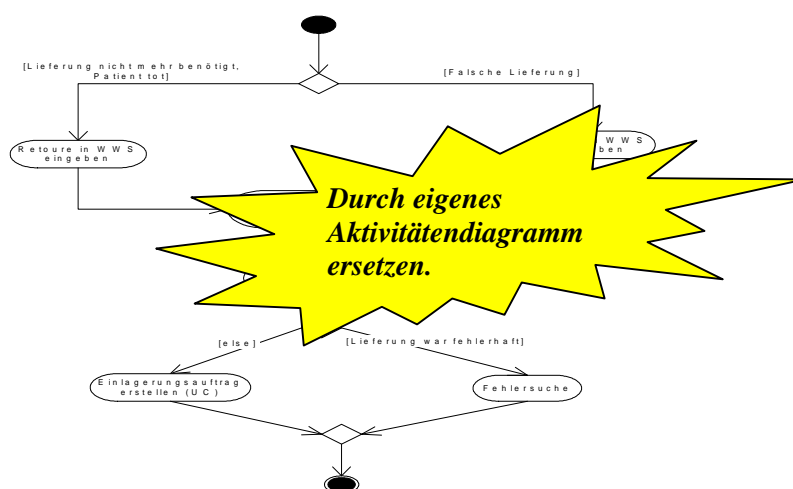 [Lieferung nicht mehr benötigt,
Patient tot]
[Falsche Lieferung]
Retoure in WWS
eingeben
WWS
ben
Durch eigenes
Aktivitätendiagramm
ersetzen.
[else]
[Lieferung war fehlerhaft]
Einlagerungsauftrag
erstellen (UC)
Fehlersuche